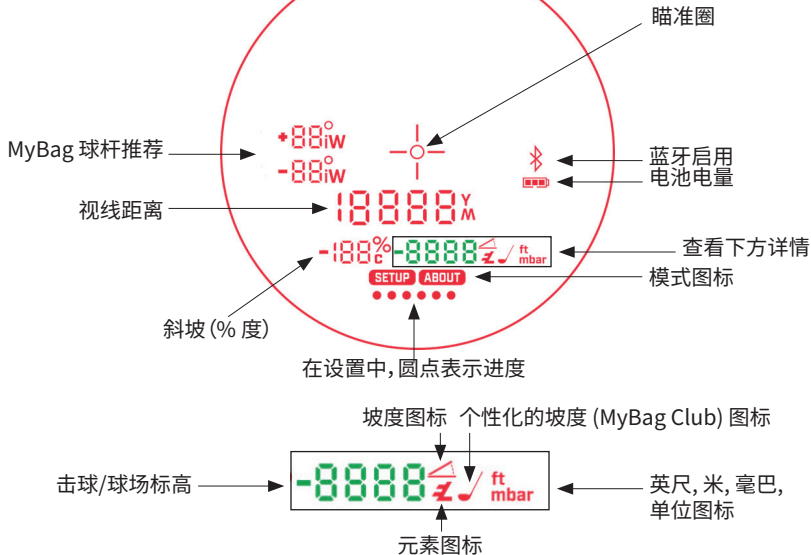 瞄准圈
+88°iW
MyBag 球杆推荐
-88°iW
蓝牙启用
电池电量
视线距离
18888 Y M
-188% C
-8888 ft mbar
查看下方详情
SETUP ABOUT
模式图标
斜坡 (% 度)
在设置中，圆点表示进度
坡度图标 个性化的坡度 (MyBag Club) 图标
击球/球场标高
-8888 ft mbar
英尺, 米, 毫巴,
单位图标
元素图标